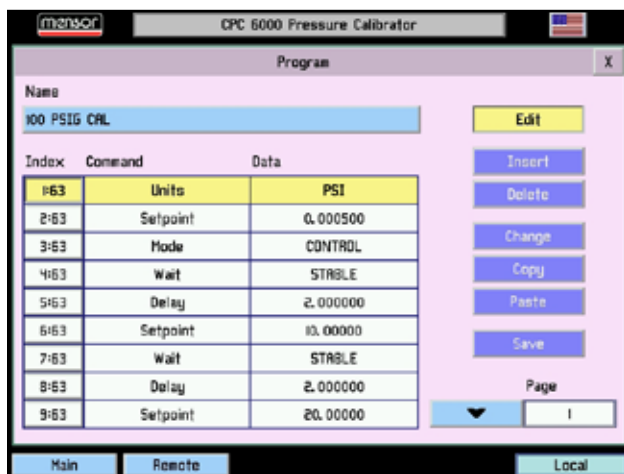 mensor CPC 6000 Pressure Calibrator
Program X
Name
100 PSIG CAL Edit
Index Command Data Insert
1:63 Units PSI Delete
2:63 Setpoint 0.000500
3:63 Mode CONTROL Change
4:63 Wait STABLE Copy
5:63 Delay 2.000000 Paste
6:63 Setpoint 10.00000
7:63 Wait STABLE Save
8:63 Delay 2.000000 Page
9:63 Setpoint 20.00000 1
Main Remote Local